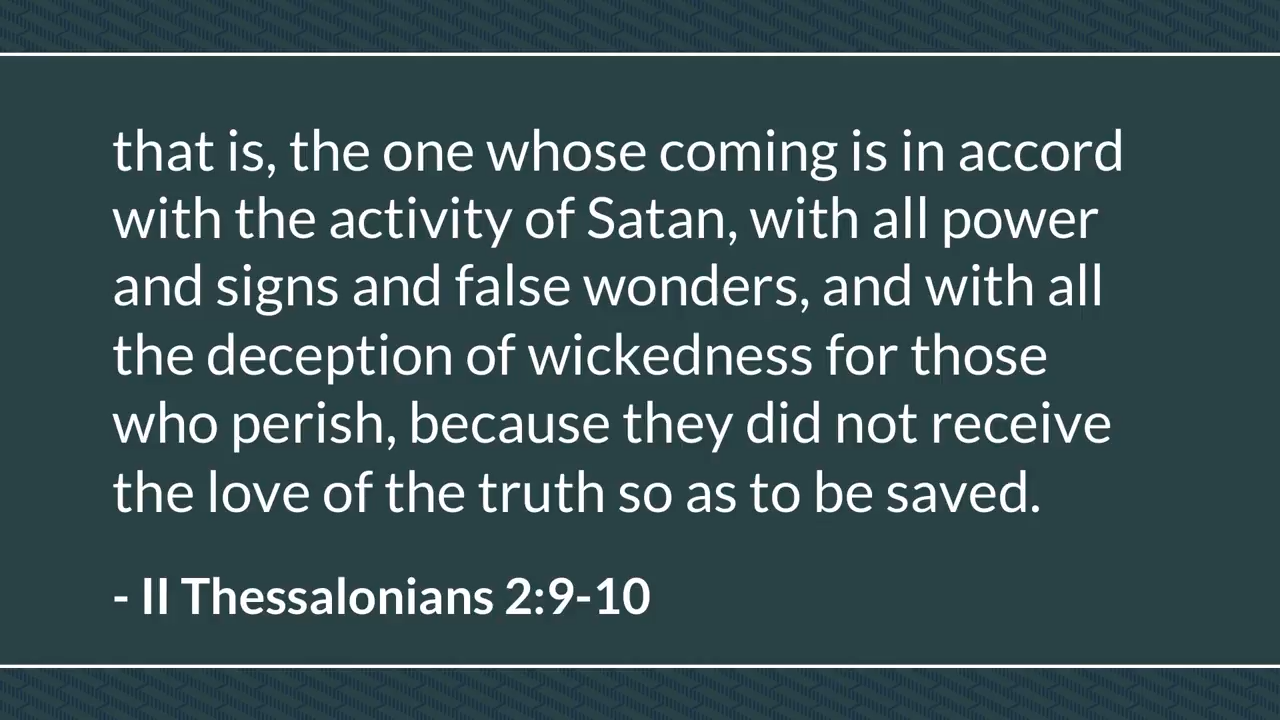 that is, the one whose coming is in accord
with the activity of Satan, with all power
and signs and false wonders, and with all
the deception of wickedness for those
who perish, because they did not receive
the love of the truth so as to be saved.
- II Thessalonians 2:9-10